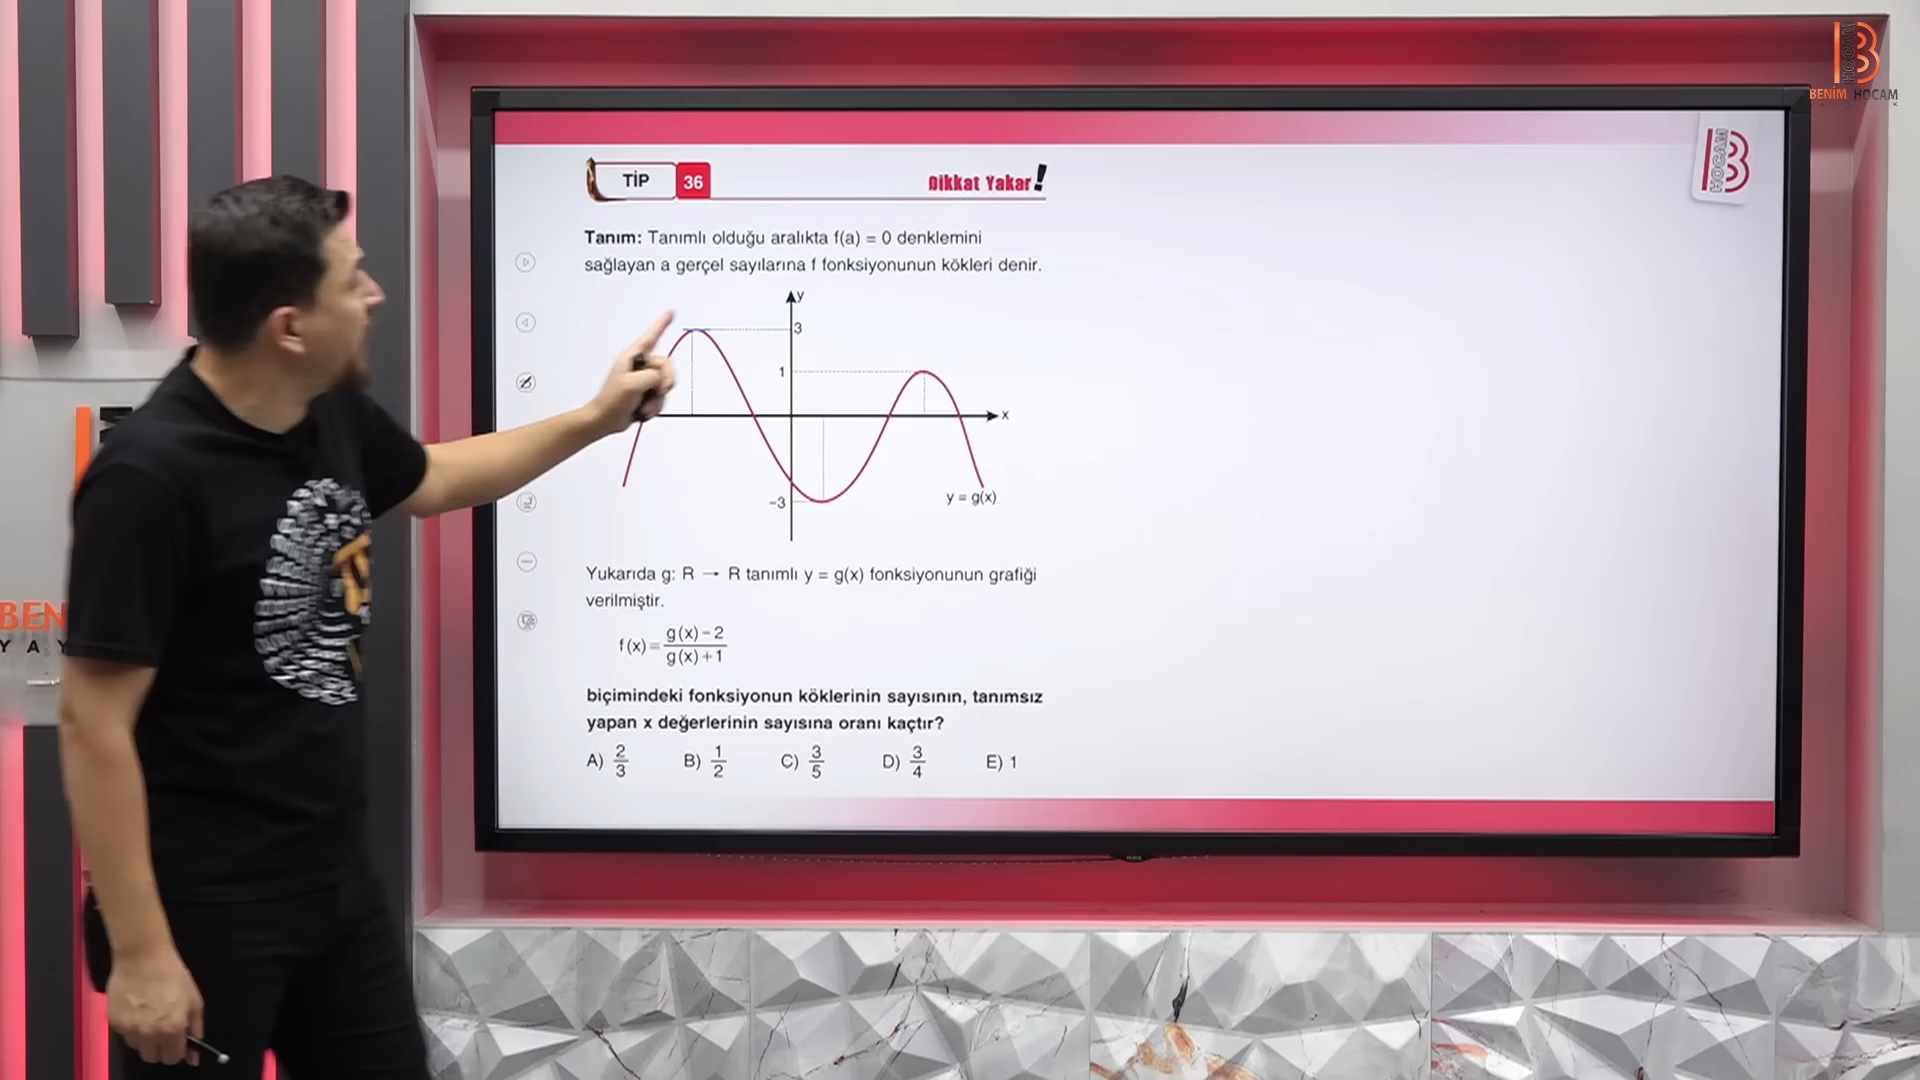 BENİM HOCAM
HOCAM
TİP 36
Dikkat Yakar!
Tanım: Tanımlı olduğu aralıkta f(a) = 0 denklemini
sağlayan a gerçel sayılarına f fonksiyonunun kökleri denir.
y
3
1
x
-3
y = g(x)
Yukarıda g: R → R tanımlı y = g(x) fonksiyonunun grafiği
verilmiştir.
f(x) = g(x) - 2 / g(x) + 1
biçimindeki fonksiyonun köklerinin sayısının, tanımsız
yapan x değerlerinin sayısına oranı kaçtır?
A) 2/3 B) 1/2 C) 3/5 D) 3/4 E) 1
BEN
Y A Y